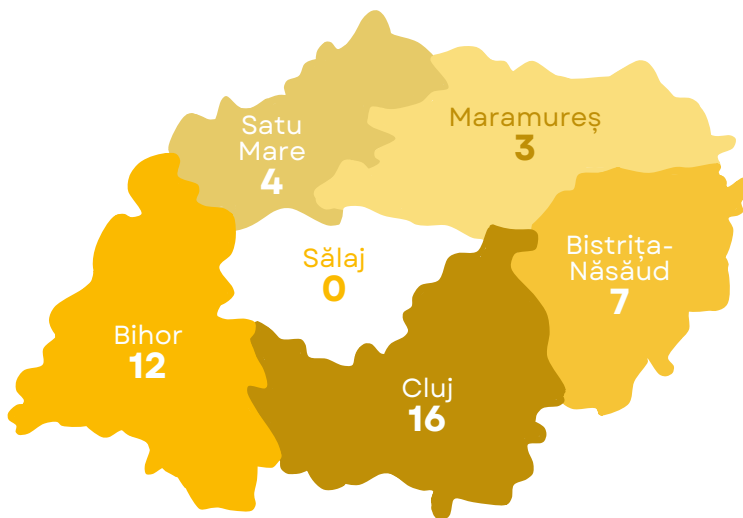 Satu
Mare
4
Maramureș
3
Sălaj
0
Bistrița-
Năsăud
7
Bihor
12
Cluj
16